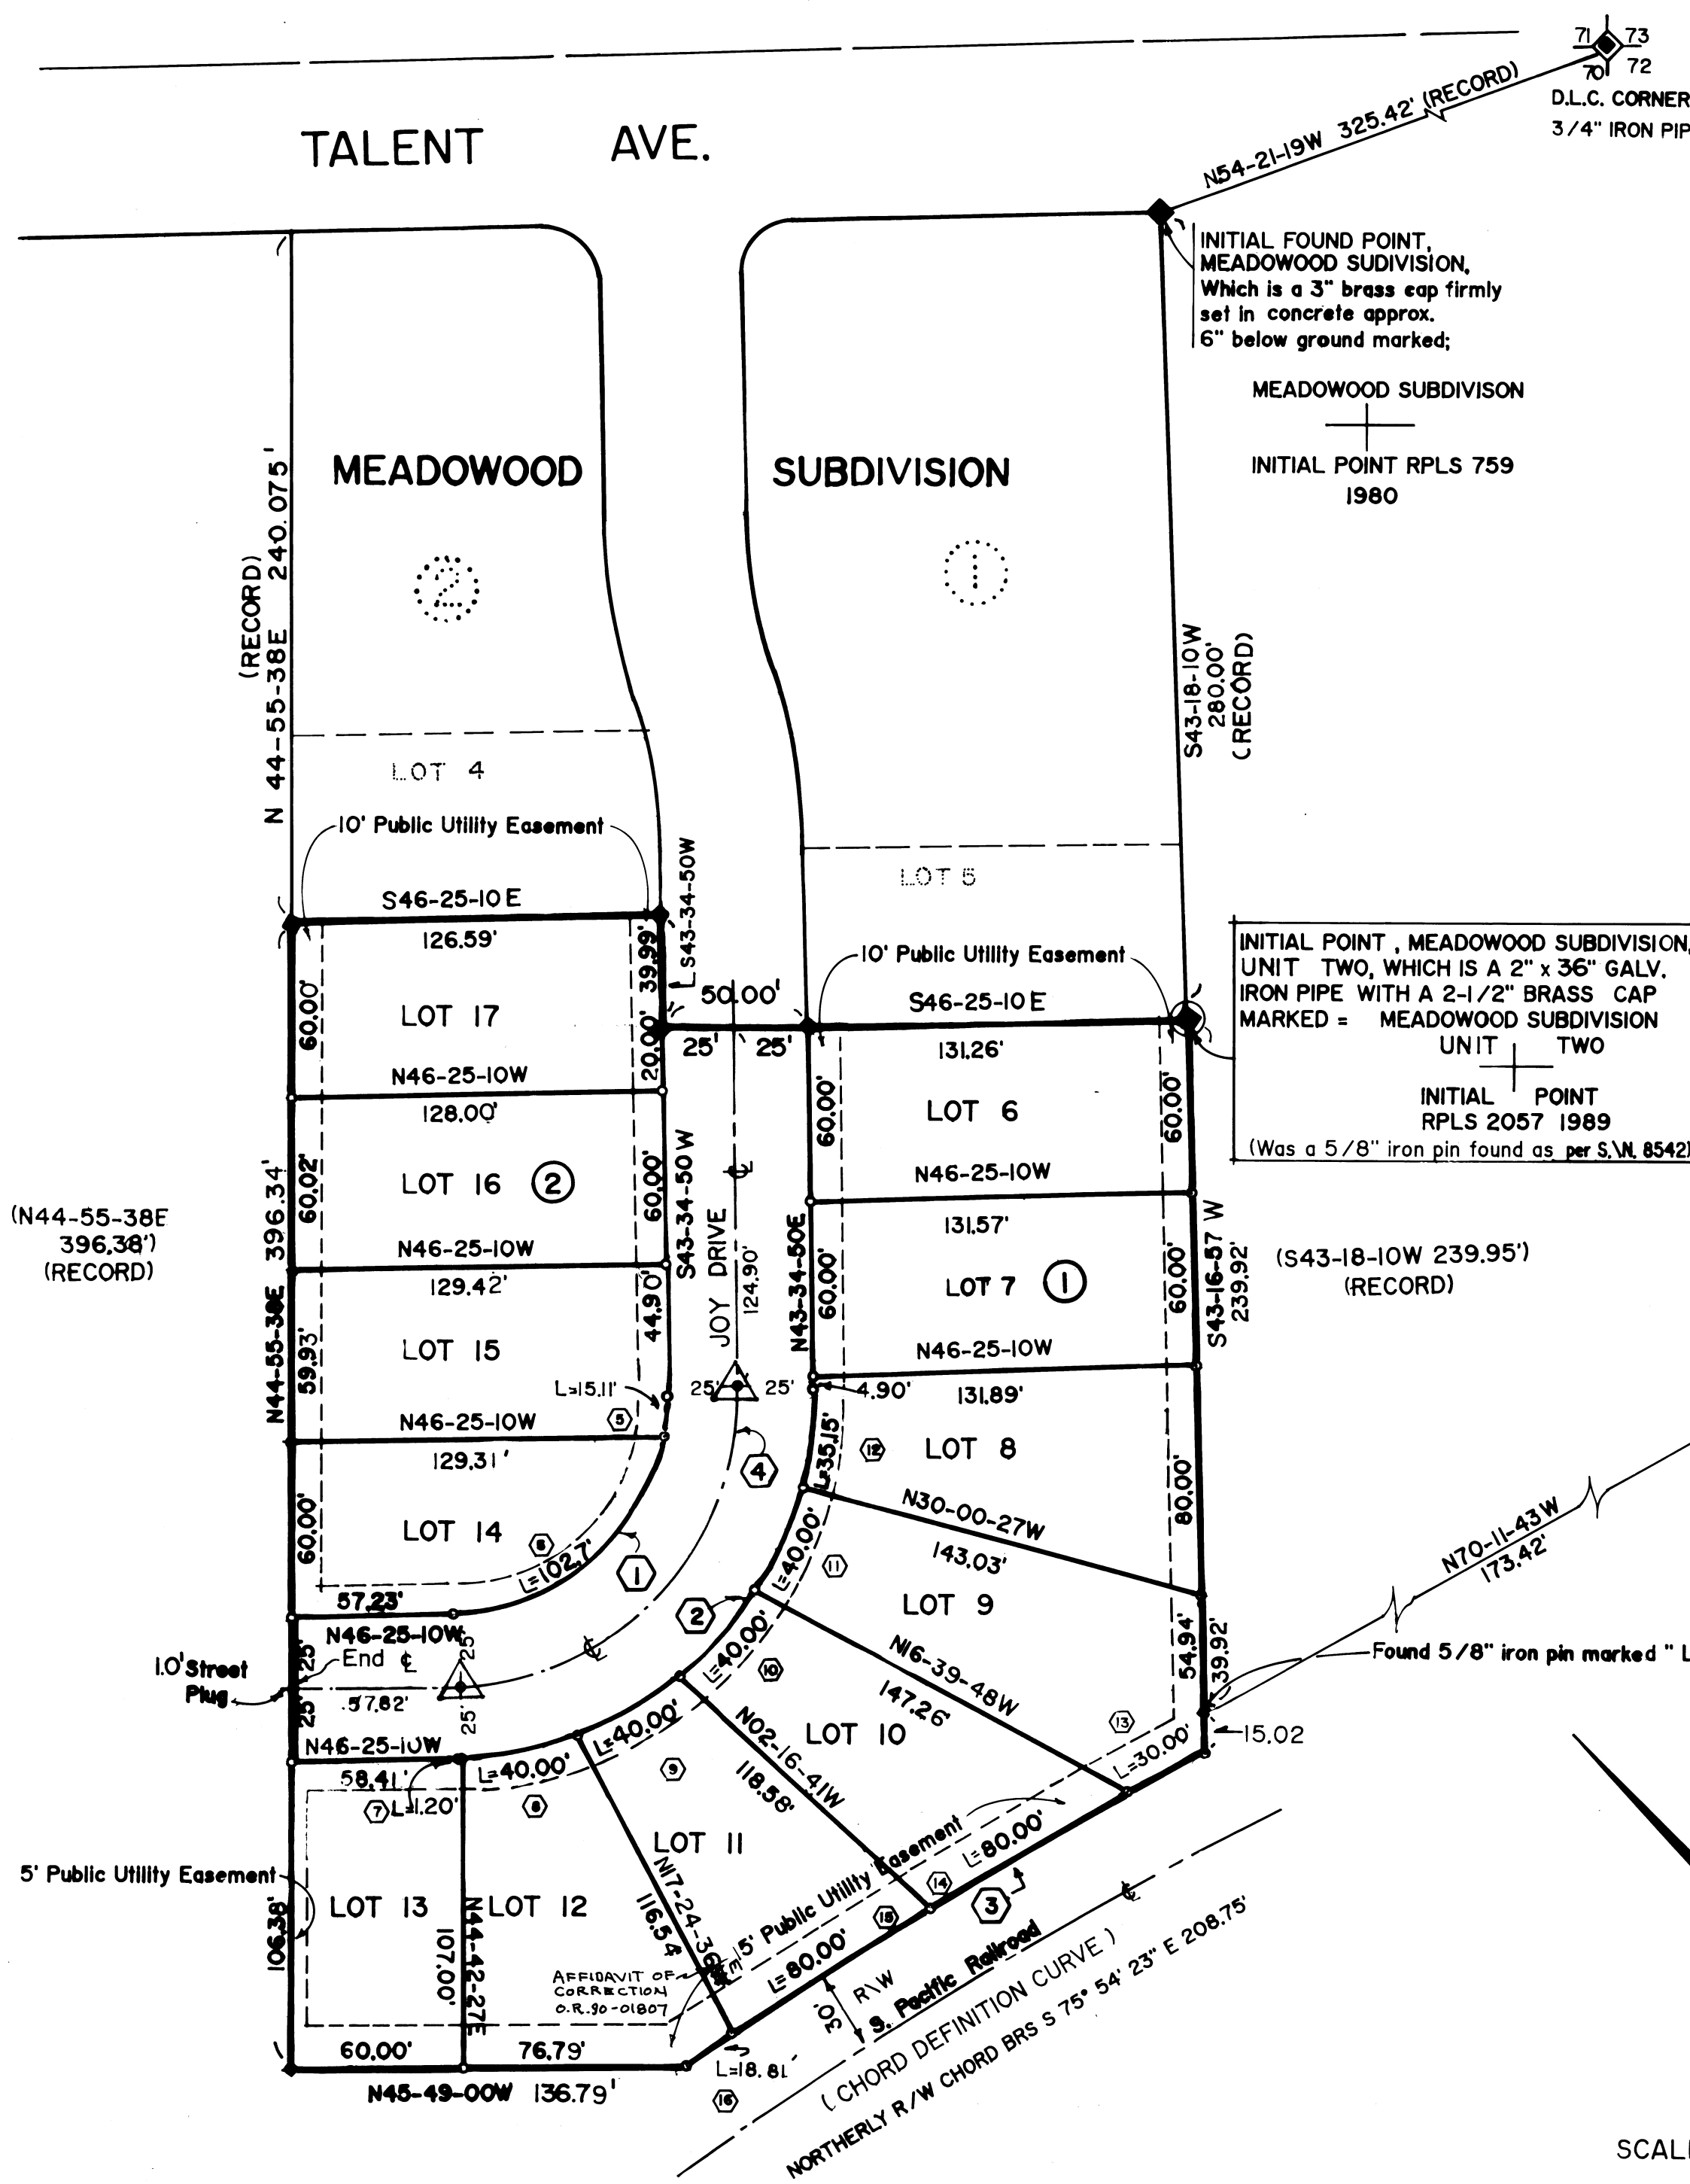 71 73
70 72
D.L.C. CORNER
3/4" IRON PIP
N54-21-19W 325.42' (RECORD)
TALENT AVE.
INITIAL FOUND POINT,
MEADOWOOD SUDIVISION,
Which is a 3" brass cap firmly
set in concrete approx.
6" below ground marked;
MEADOWOOD SUBDIVISON
INITIAL POINT RPLS 759
1980
MEADOWOOD SUBDIVISION
2
1
N 44-55-38E 240.075'
(RECORD)
S43-18-10W
280.00'
(RECORD)
LOT 4
10' Public Utility Easement
S46-25-10E
126.59'
39.99'
S43-34-50W
LOT 5
10' Public Utility Easement
S46-25-10E
50.00'
25' 25'
131.26'
INITIAL POINT, MEADOWOOD SUBDIVISION,
UNIT TWO, WHICH IS A 2" x 36" GALV.
IRON PIPE WITH A 2-1/2" BRASS CAP
MARKED = MEADOWOOD SUBDIVISION
UNIT TWO
INITIAL POINT
RPLS 2057 1989
(Was a 5/8" iron pin found as per S.N. 8542)
60.00'
LOT 17
20.00'
N46-25-10W
128.00'
60.00'
LOT 6
60.00'
N46-25-10W
131.57'
60.02'
LOT 16
2
60.00'
S43-34-50W
N46-25-10W
129.42'
(N44-55-38E
396.38')
(RECORD)
N44-55-38E 396.34'
JOY DRIVE
124.90'
N43-34-50E
60.00'
LOT 7
1
60.00'
S43-16-57 W
239.92'
(S43-18-10W 239.95')
(RECORD)
N46-25-10W
131.89'
59.93'
LOT 15
44.90'
L=15.11'
5
N46-25-10W
129.31'
25' 25'
4.90'
L=35.15'
12
LOT 8
80.00'
4
60.00'
LOT 14
6
L=102.7'
1
57.23'
N46-25-10W
N30-00-27W
143.03'
L=40.00'
11
LOT 9
2
N70-11-43W
173.42'
1.0' Street
Plug
25'
25'
End ℄
25'
57.82'
25'
℄
N46-25-10W
58.41'
L=1.20'
7
L=40.00'
10
N16-39-48W
147.26'
LOT 10
54.94'
39.92'
Found 5/8" iron pin marked " L
15.02
13
L=30.00'
L=40.00'
9
N02-16-41W
118.58'
L=40.00'
8
LOT 11
N17-24-36
116.54'
5' Public Utility Easement
106.38'
LOT 13
N44-42-27E
107.00'
LOT 12
AFFIDAVIT OF
CORRECTION
O.R. 90-01807
15' Public Utility Easement
L=80.00'
14
3
15
L=80.00'
℄
60.00'
76.79'
N45-49-00W 136.79'
L=18.81'
16
30'
R\W
S. Pacific Railroad
(CHORD DEFINITION CURVE)
NORTHERLY R/W CHORD BRS S 75° 54' 23" E 208.75'
SCAL